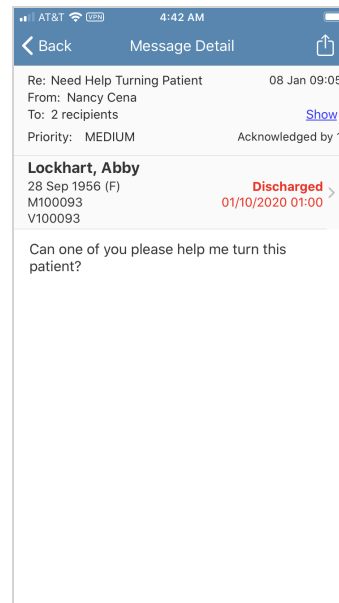 AT&T VPN 4:42 AM
Back Message Detail
Re: Need Help Turning Patient 08 Jan 09:05
From: Nancy Cena
To: 2 recipients Show
Priority: MEDIUM Acknowledged by 1
Lockhart, Abby
28 Sep 1956 (F) Discharged
M100093 01/10/2020 01:00
V100093
Can one of you please help me turn this
patient?